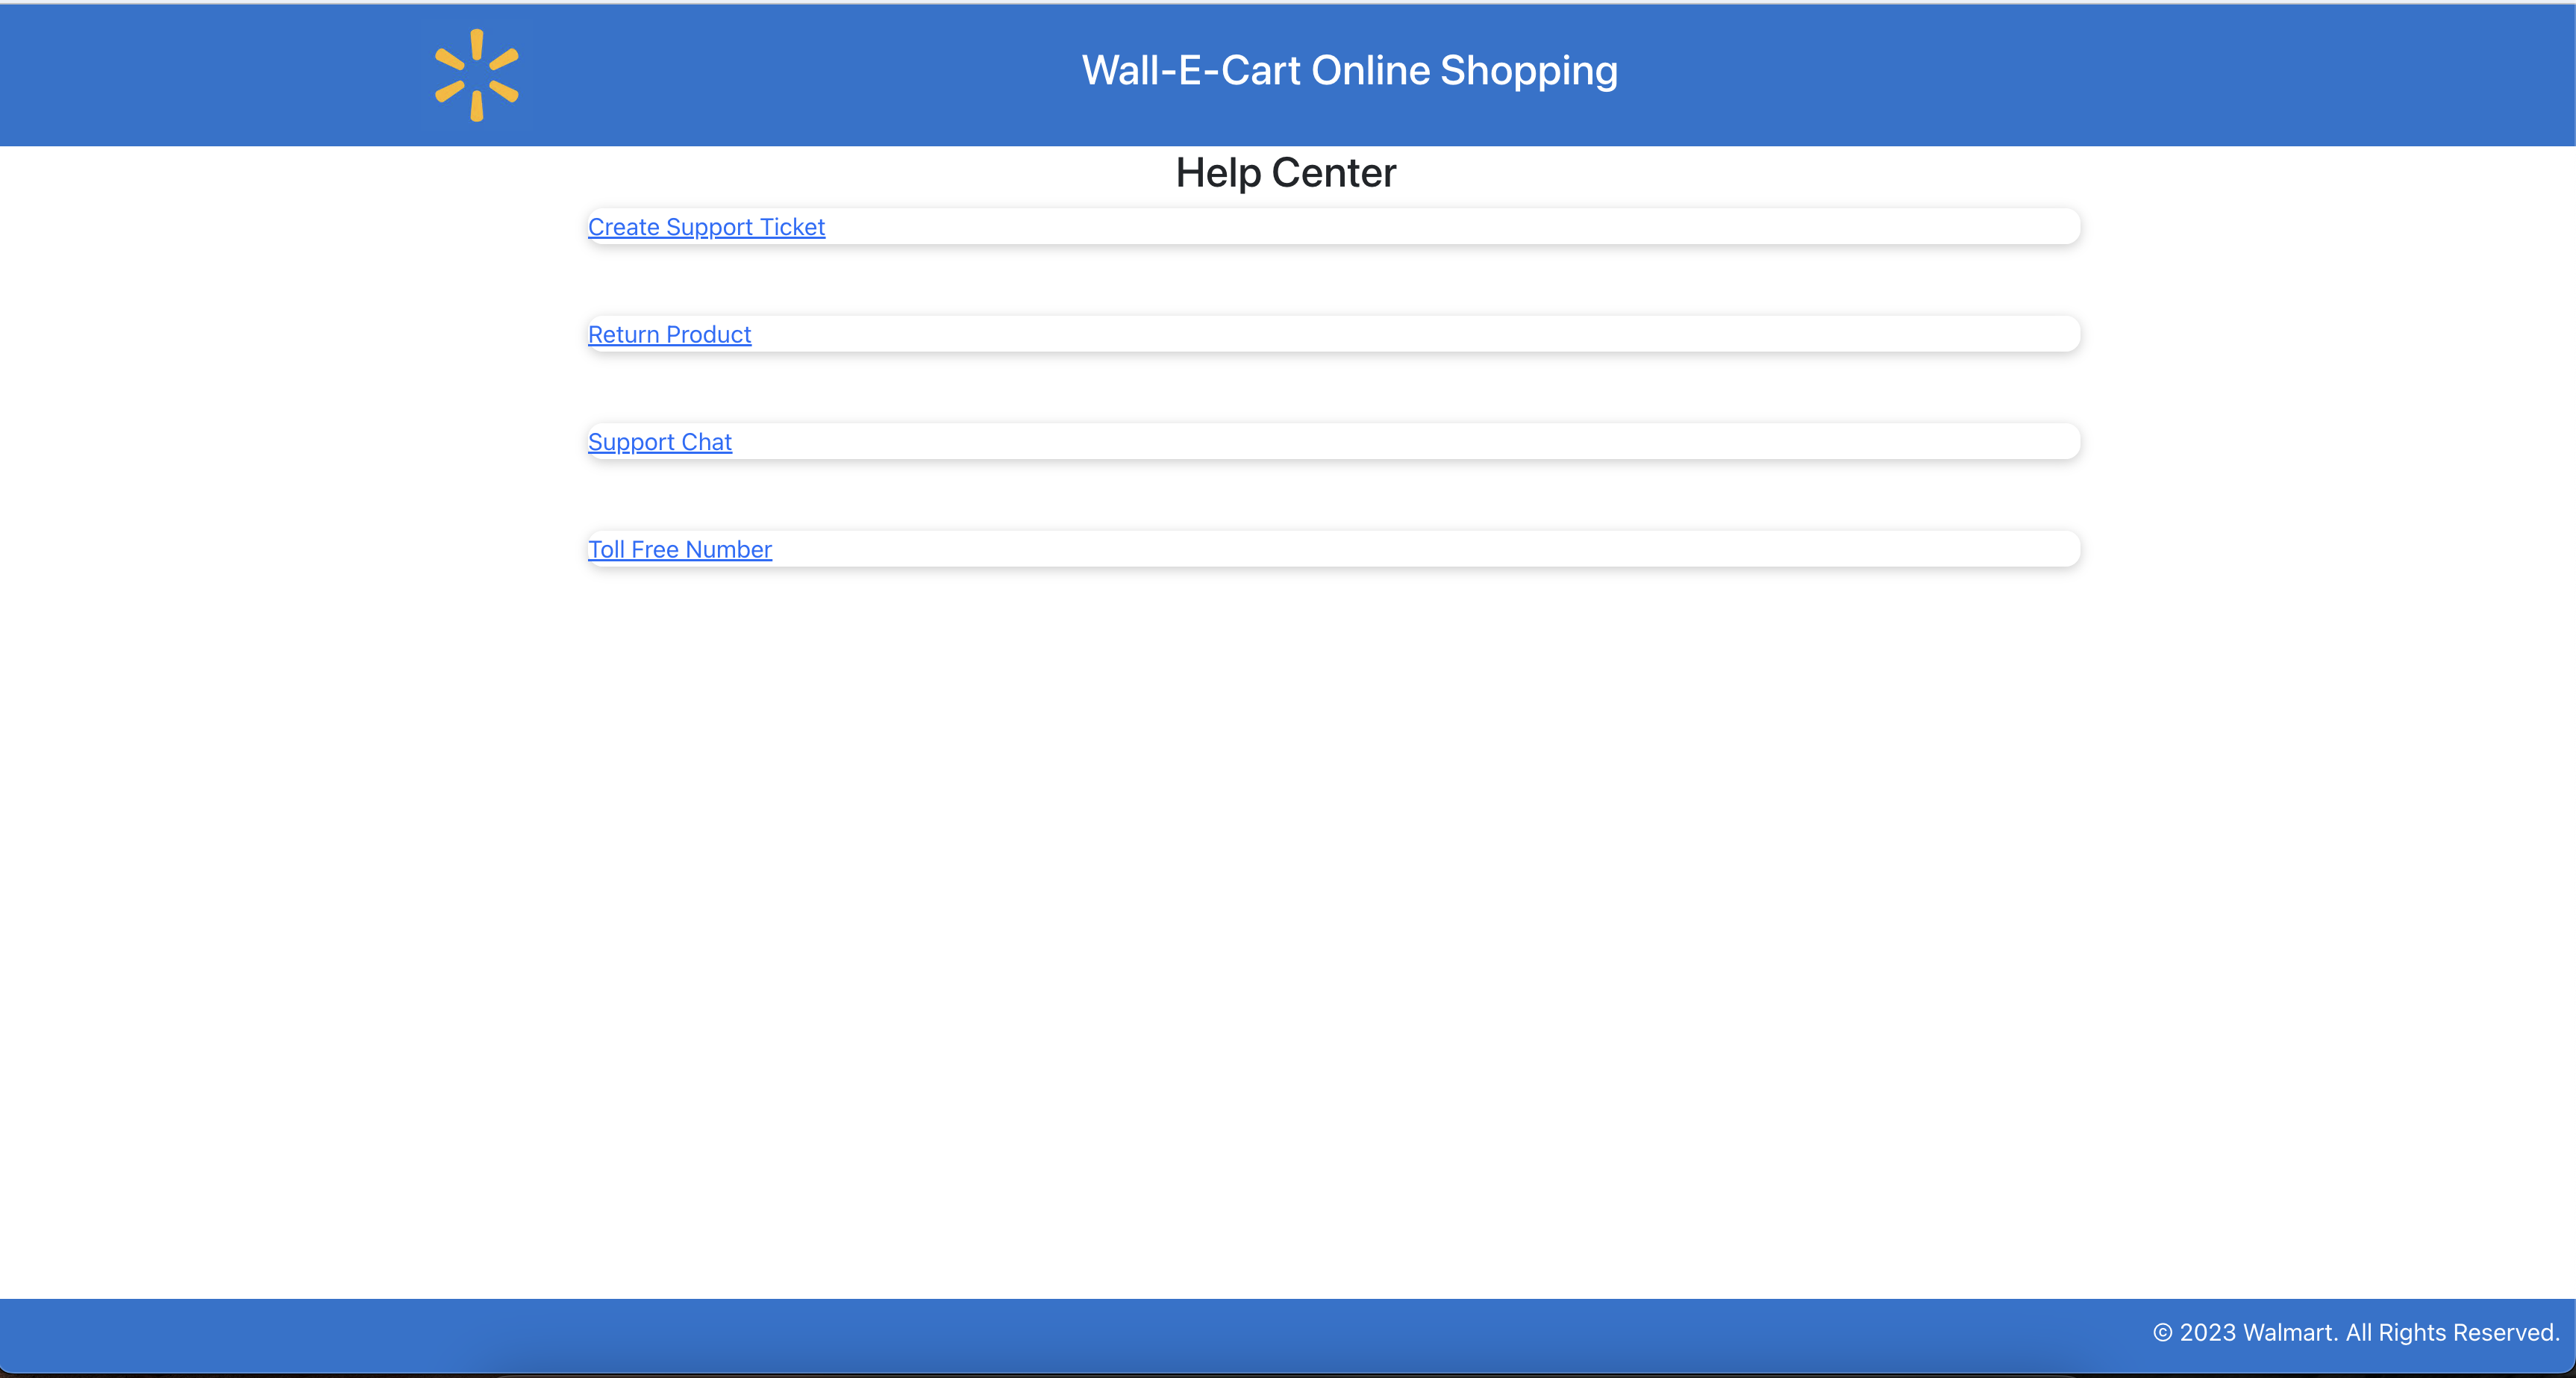 Wall-E-Cart Online Shopping
Help Center
Create Support Ticket
Return Product
Support Chat
Toll Free Number
© 2023 Walmart. All Rights Reserved.